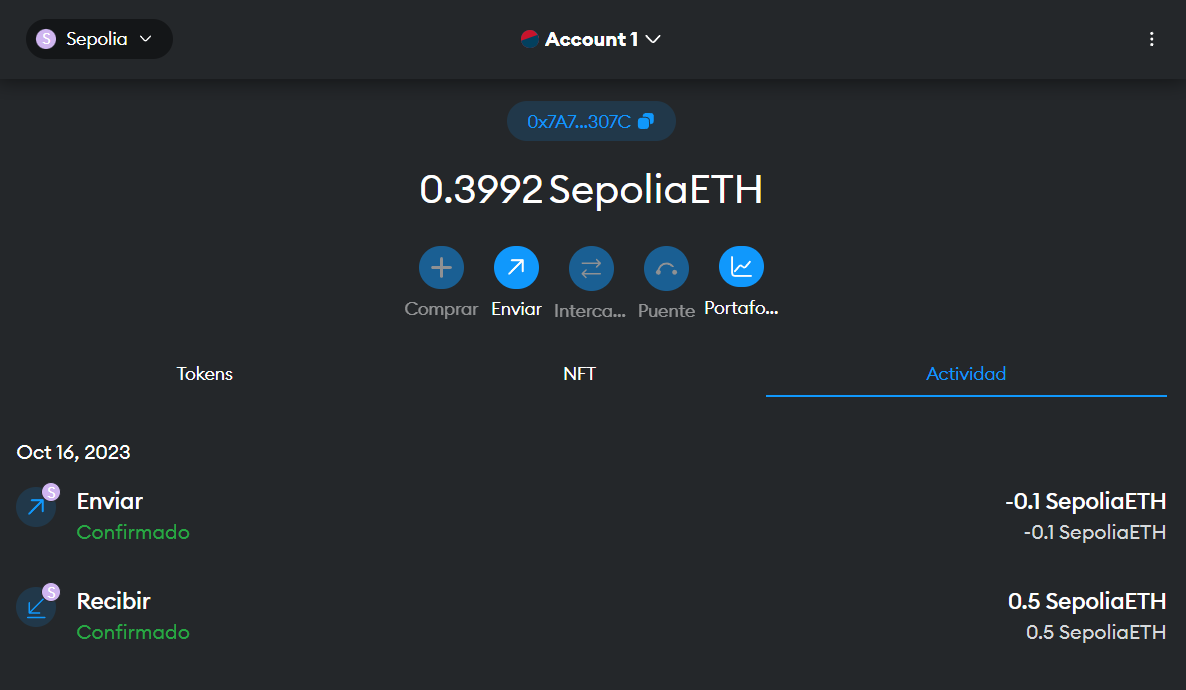 S Sepolia
Account 1
0x7A7...307C
0.3992 SepoliaETH
Comprar Enviar Interca... Puente Portafo...
Tokens NFT Actividad
Oct 16, 2023
S Enviar -0.1 SepoliaETH
Confirmado -0.1 SepoliaETH
S Recibir 0.5 SepoliaETH
Confirmado 0.5 SepoliaETH